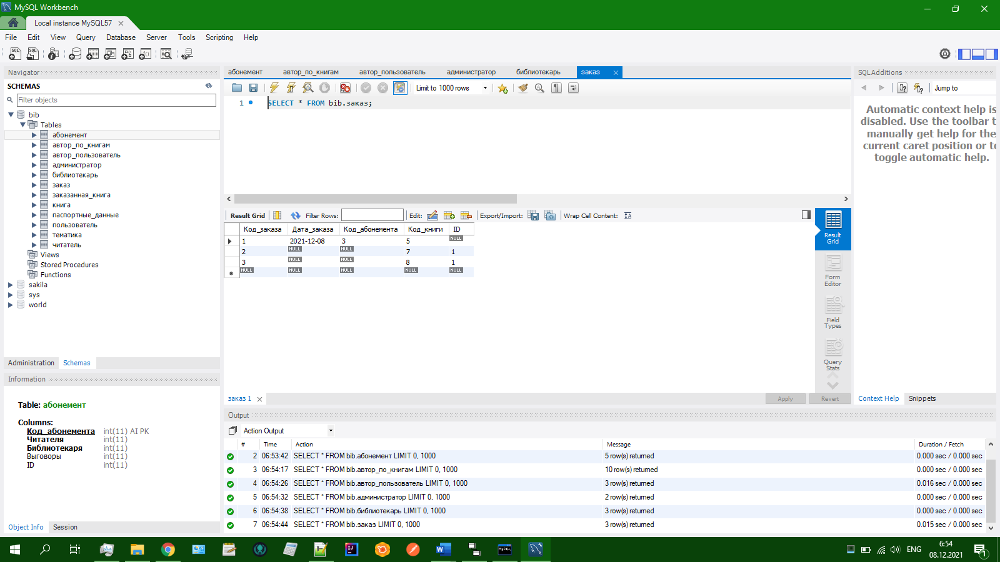 MySQL Workbench
Local instance MySQL57
File Edit View Query Database Server Tools Scripting Help
Navigator
SCHEMAS
Filter objects
bib
Tables
абонемент
автор_по_книгам
автор_пользователь
администратор
библиотекарь
заказ
заказанная_книга
книга
паспортные_данные
пользователь
тематика
читатель
Views
Stored Procedures
Functions
sakila
sys
world
Administration Schemas
Information
Table: абонемент
Columns:
Код_абонемента int(11) AI PK
Читателя int(11)
Библиотекаря int(11)
Выговоры int(11)
ID int(11)
Object Info Session
абонемент автор_по_книгам автор_пользователь администратор библиотекарь заказ
Limit to 1000 rows
1 SELECT * FROM bib.заказ;
Result Grid Filter Rows: Edit: Export/Import: Wrap Cell Content:
Код_заказа Дата_заказа Код_абонемента Код_книги ID
1 2021-12-08 3 5 NULL
2 NULL NULL 7 1
3 NULL NULL 8 1
NULL NULL NULL NULL NULL
Result Grid
Form Editor
Field Types
Query Stats
заказ 1
Apply Revert
SQLAdditions
Jump to
Automatic context help is
disabled. Use the toolbar t
manually get help for the
current caret position or to
toggle automatic help.
Context Help Snippets
Output
Action Output
# Time Action Message Duration / Fetch
2 06:53:42 SELECT * FROM bib.абонемент LIMIT 0, 1000 5 row(s) returned 0.000 sec / 0.000 sec
3 06:54:17 SELECT * FROM bib.автор_по_книгам LIMIT 0, 1000 10 row(s) returned 0.000 sec / 0.000 sec
4 06:54:26 SELECT * FROM bib.автор_пользователь LIMIT 0, 1000 3 row(s) returned 0.016 sec / 0.000 sec
5 06:54:32 SELECT * FROM bib.администратор LIMIT 0, 1000 2 row(s) returned 0.000 sec / 0.000 sec
6 06:54:38 SELECT * FROM bib.библиотекарь LIMIT 0, 1000 3 row(s) returned 0.000 sec / 0.000 sec
7 06:54:44 SELECT * FROM bib.заказ LIMIT 0, 1000 3 row(s) returned 0.015 sec / 0.000 sec
ENG
6:54
08.12.2021
1